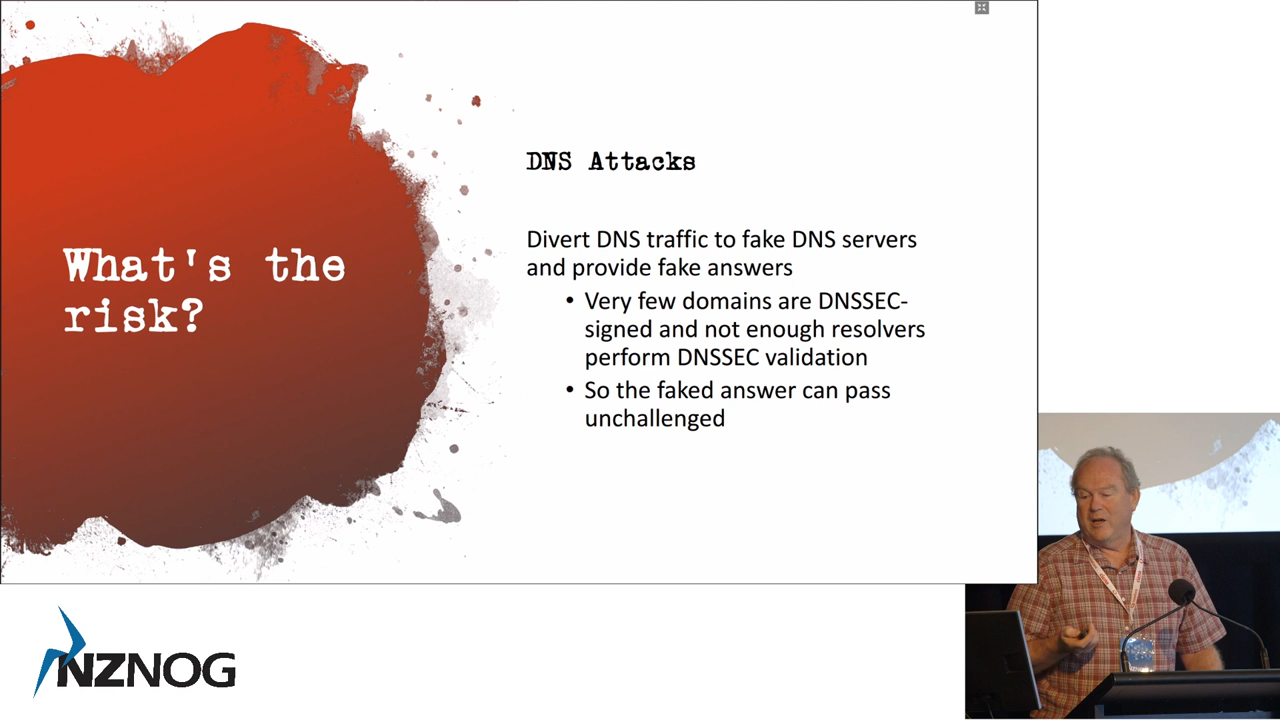 What's the
risk?
DNS Attacks
Divert DNS traffic to fake DNS servers
and provide fake answers
• Very few domains are DNSSEC-
signed and not enough resolvers
perform DNSSEC validation
• So the faked answer can pass
unchallenged
NZNOG